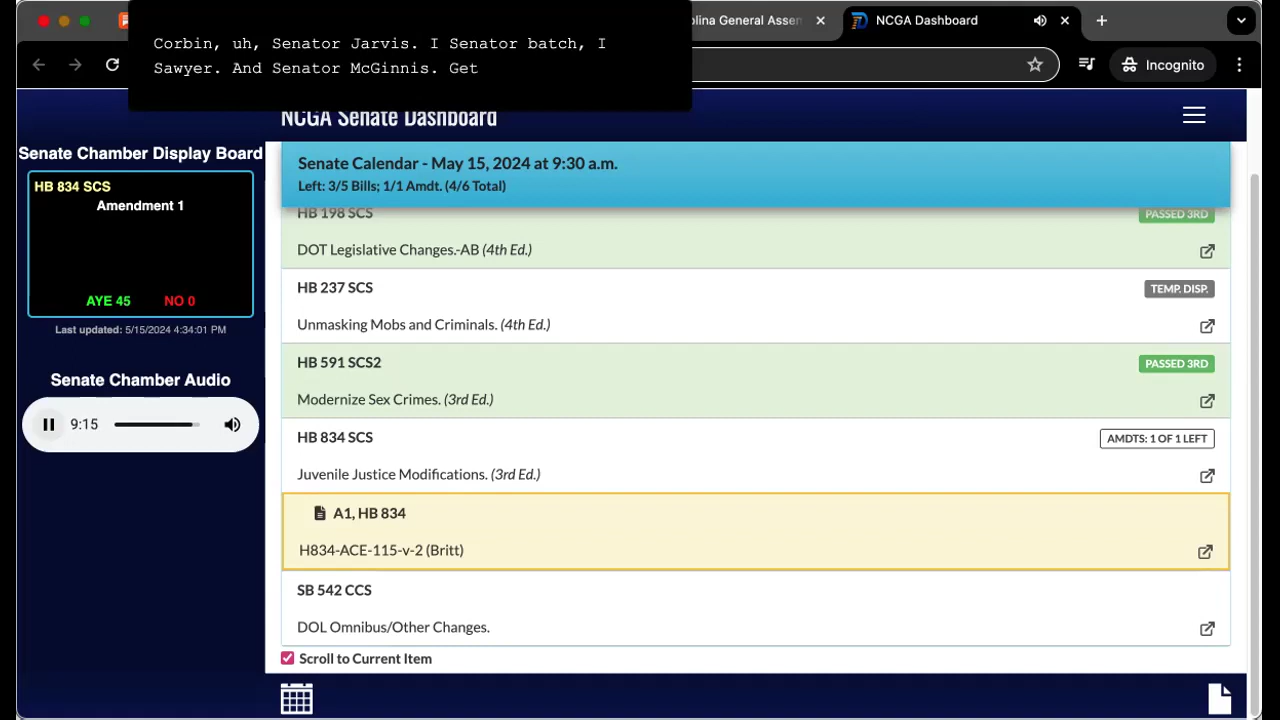 Corbin, uh, Senator Jarvis. I Senator batch, I
Sawyer. And Senator McGinnis. Get
olina General Assem
NCGA Dashboard
Incognito
NCGA Senate Dashboard
Senate Chamber Display Board
HB 834 SCS
Amendment 1
AYE 45 NO 0
Last updated: 5/15/2024 4:34:01 PM
Senate Chamber Audio
9:15
Senate Calendar - May 15, 2024 at 9:30 a.m.
Left: 3/5 Bills; 1/1 Amdt. (4/6 Total)
HB 198 SCS PASSED 3RD
DOT Legislative Changes.-AB (4th Ed.)
HB 237 SCS TEMP. DISP.
Unmasking Mobs and Criminals. (4th Ed.)
HB 591 SCS2 PASSED 3RD
Modernize Sex Crimes. (3rd Ed.)
HB 834 SCS AMDTS: 1 OF 1 LEFT
Juvenile Justice Modifications. (3rd Ed.)
A1, HB 834
H834-ACE-115-v-2 (Britt)
SB 542 CCS
DOL Omnibus/Other Changes.
Scroll to Current Item